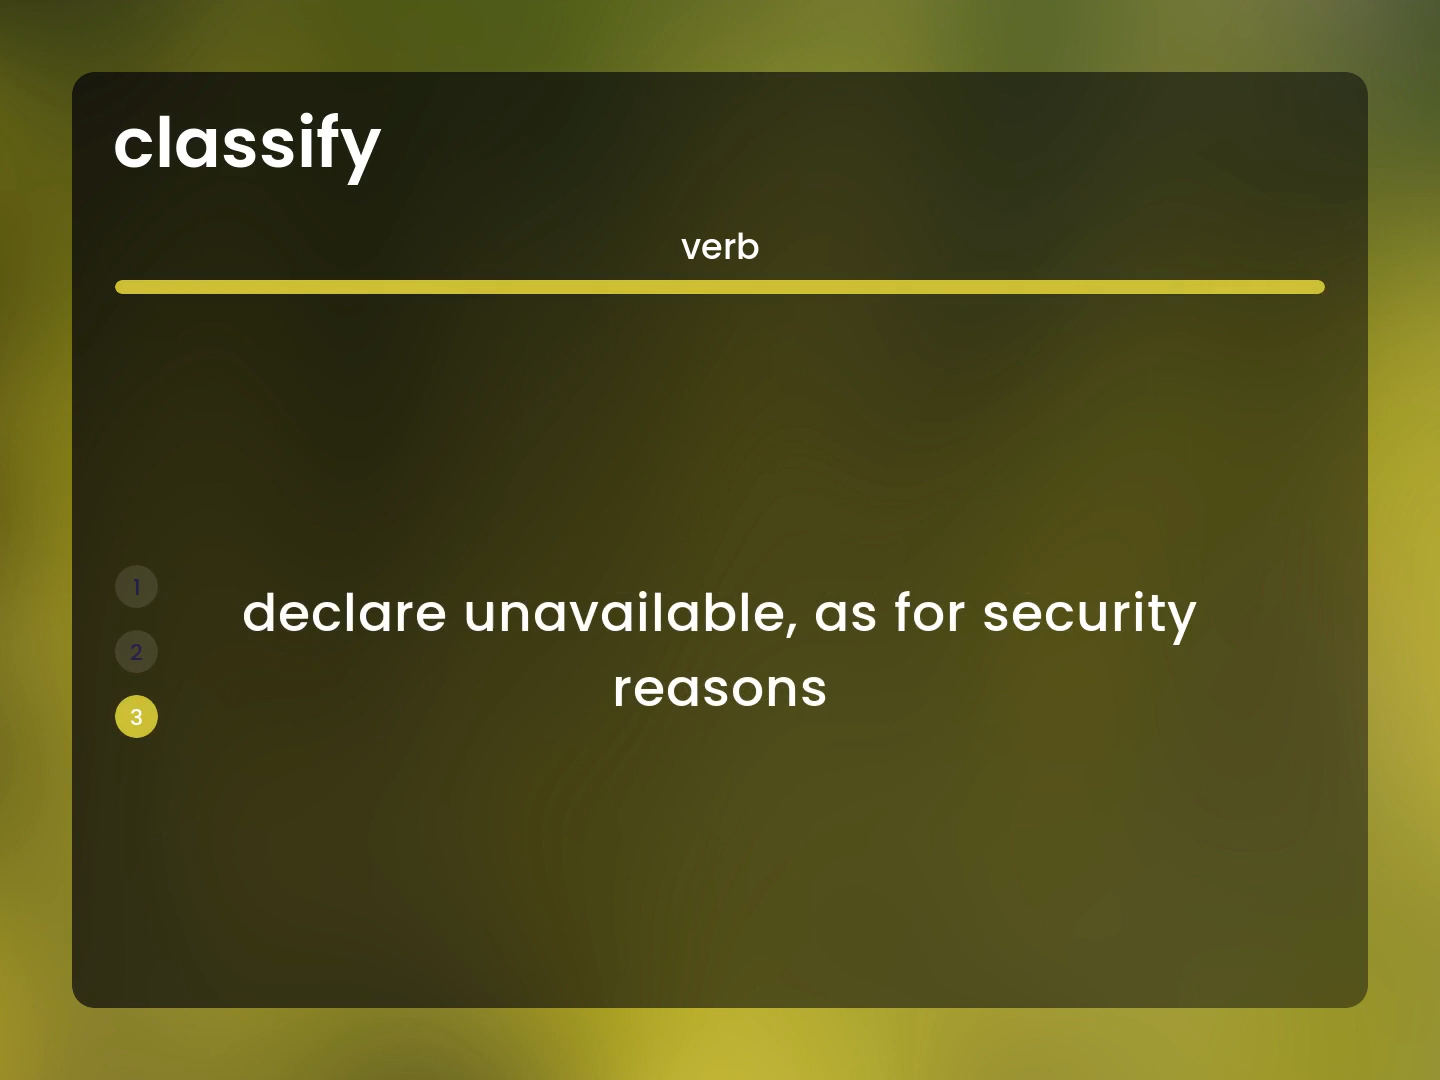 classify
verb
1
2
3
declare unavailable, as for security
reasons